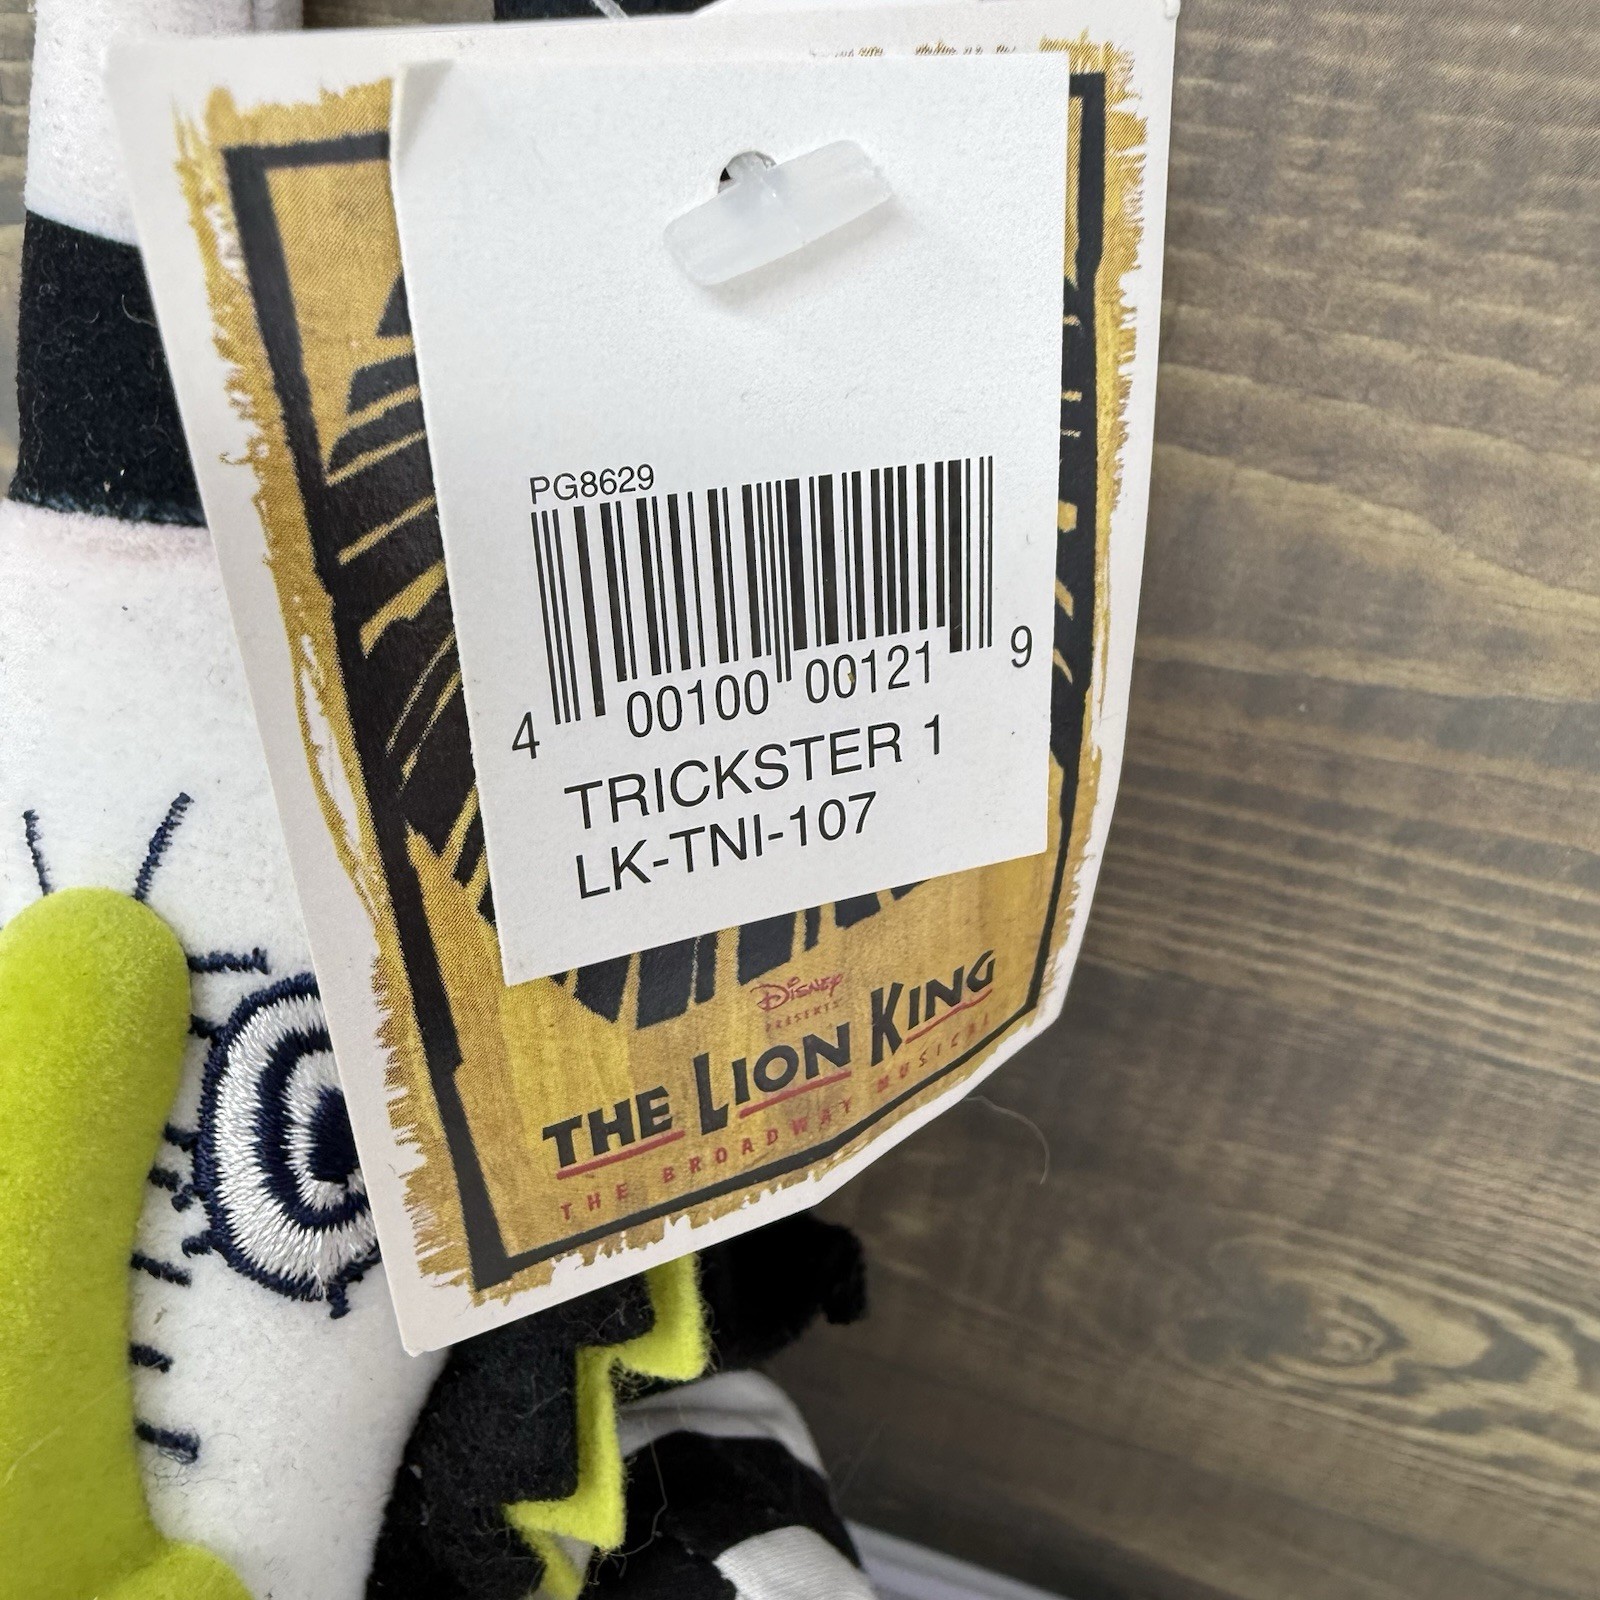 PG8629
4 00100 00121 9
TRICKSTER 1
LK-TNI-107
DISNEY
PRESENTS
THE LION KING
THE BROADWAY MUSICAL